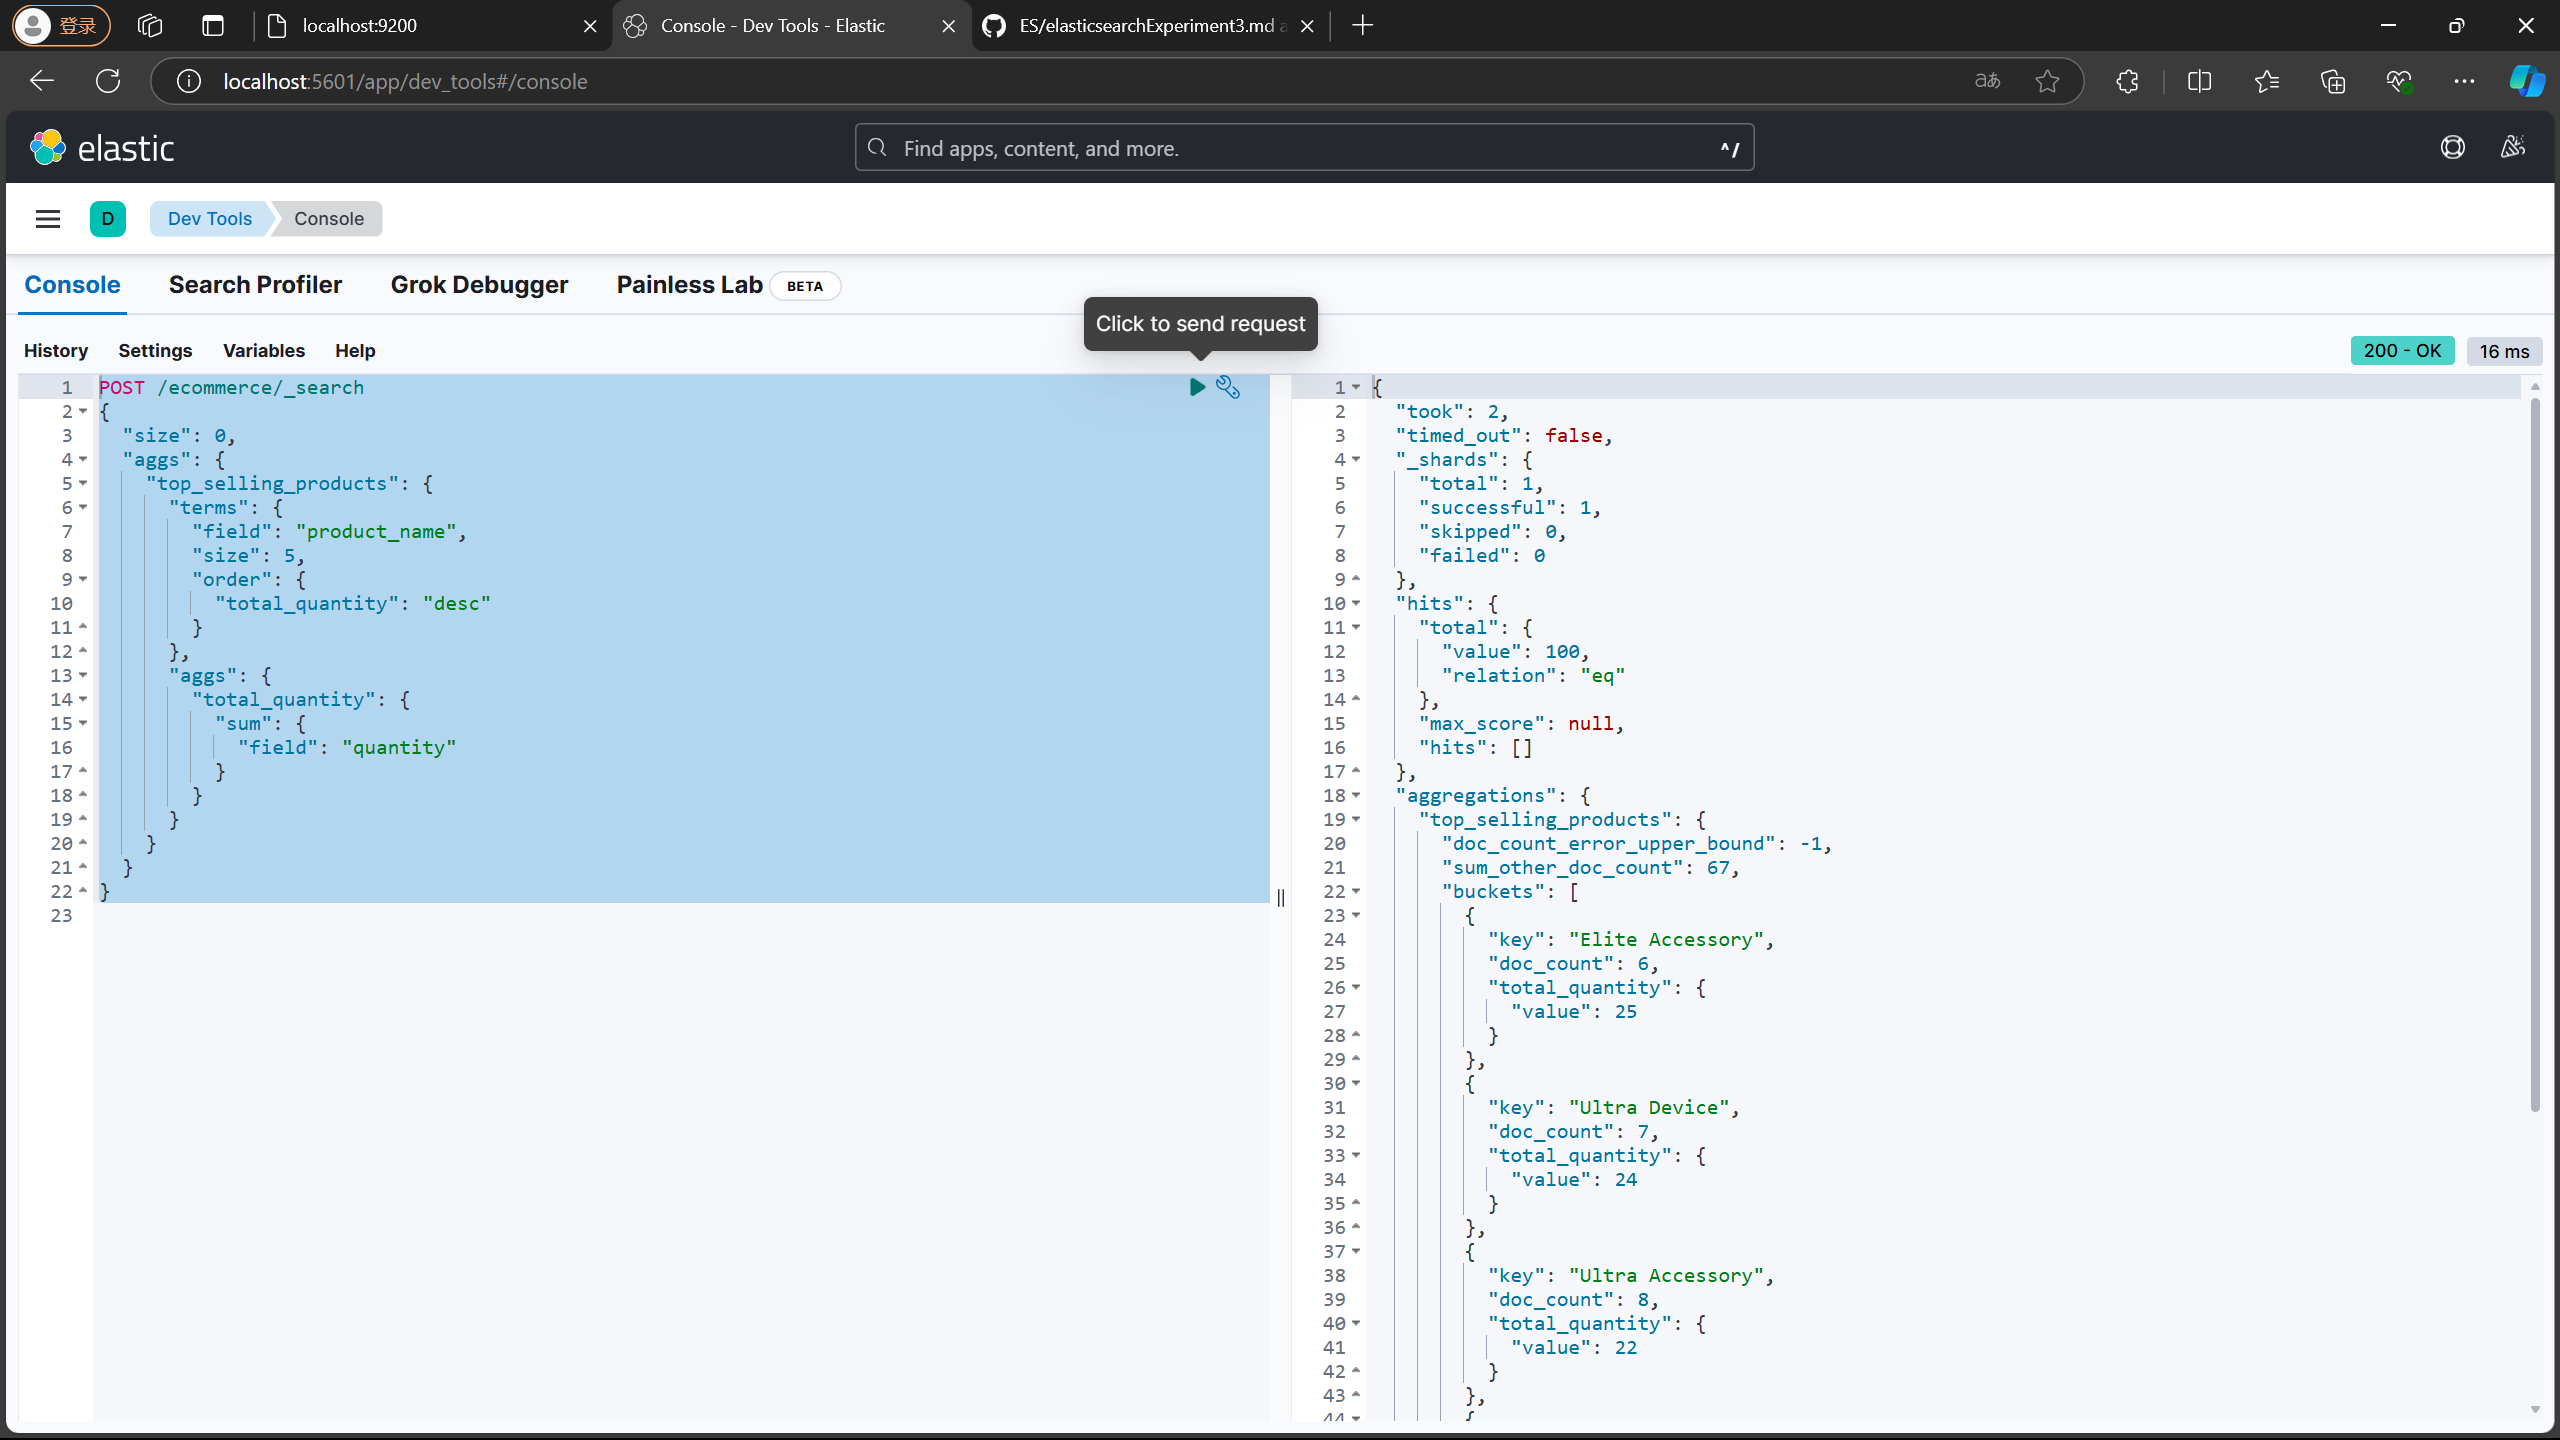 登录
localhost:9200
Console - Dev Tools - Elastic
ES/elasticsearchExperiment3.md a
localhost:5601/app/dev_tools#/console
aあ
elastic
Find apps, content, and more.
^/
D
Dev Tools
Console
Console
Search Profiler
Grok Debugger
Painless Lab
BETA
Click to send request
History
Settings
Variables
Help
200 - OK
16 ms
1 POST /ecommerce/_search
2 {
3 "size": 0,
4 "aggs": {
5 "top_selling_products": {
6 "terms": {
7 "field": "product_name",
8 "size": 5,
9 "order": {
10 "total_quantity": "desc"
11 }
12 },
13 "aggs": {
14 "total_quantity": {
15 "sum": {
16 "field": "quantity"
17 }
18 }
19 }
20 }
21 }
22 }
23
1 {
2 "took": 2,
3 "timed_out": false,
4 "_shards": {
5 "total": 1,
6 "successful": 1,
7 "skipped": 0,
8 "failed": 0
9 },
10 "hits": {
11 "total": {
12 "value": 100,
13 "relation": "eq"
14 },
15 "max_score": null,
16 "hits": []
17 },
18 "aggregations": {
19 "top_selling_products": {
20 "doc_count_error_upper_bound": -1,
21 "sum_other_doc_count": 67,
22 "buckets": [
23 {
24 "key": "Elite Accessory",
25 "doc_count": 6,
26 "total_quantity": {
27 "value": 25
28 }
29 },
30 {
31 "key": "Ultra Device",
32 "doc_count": 7,
33 "total_quantity": {
34 "value": 24
35 }
36 },
37 {
38 "key": "Ultra Accessory",
39 "doc_count": 8,
40 "total_quantity": {
41 "value": 22
42 }
43 },
44 {